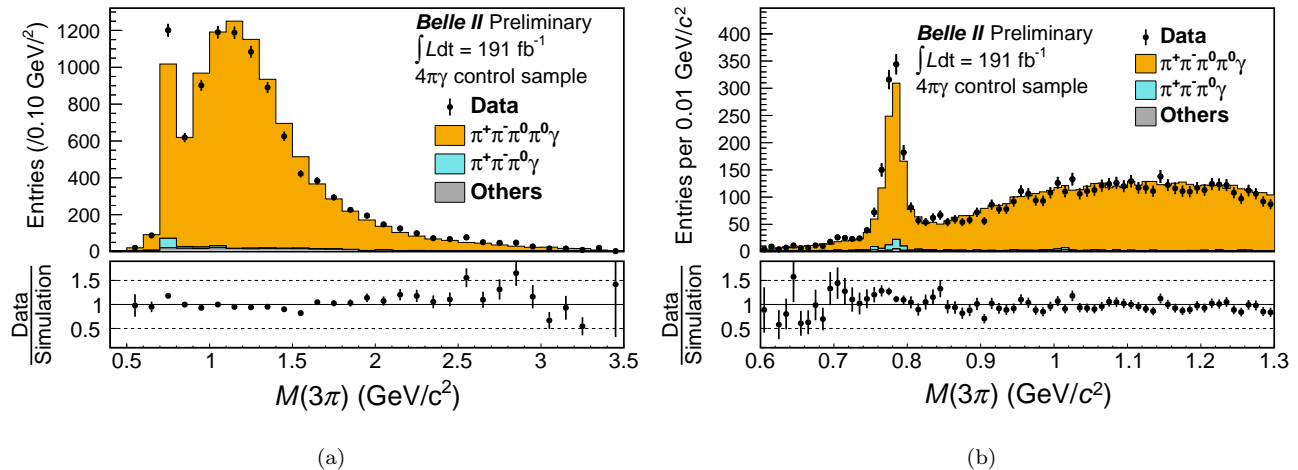 Belle II Preliminary
∫Ldt = 191 fb⁻¹
4πγ control sample
Data
π⁺π⁻π⁰π⁰γ
π⁺π⁻π⁰γ
Others
Entries (/0.10 GeV/²)
1200
1000
800
600
400
200
0
Data
Simulation
1.5
1
0.5
0.5 1 1.5 2 2.5 3 3.5
M(3π) (GeV/c²)
(a)
Belle II Preliminary
∫Ldt = 191 fb⁻¹
4πγ control sample
Data
π⁺π⁻π⁰π⁰γ
π⁺π⁻π⁰γ
Others
Entries per 0.01 GeV/c²
400
350
300
250
200
150
100
50
0
Data
Simulation
1.5
1
0.5
0.6 0.7 0.8 0.9 1 1.1 1.2 1.3
M(3π) (GeV/c²)
(b)